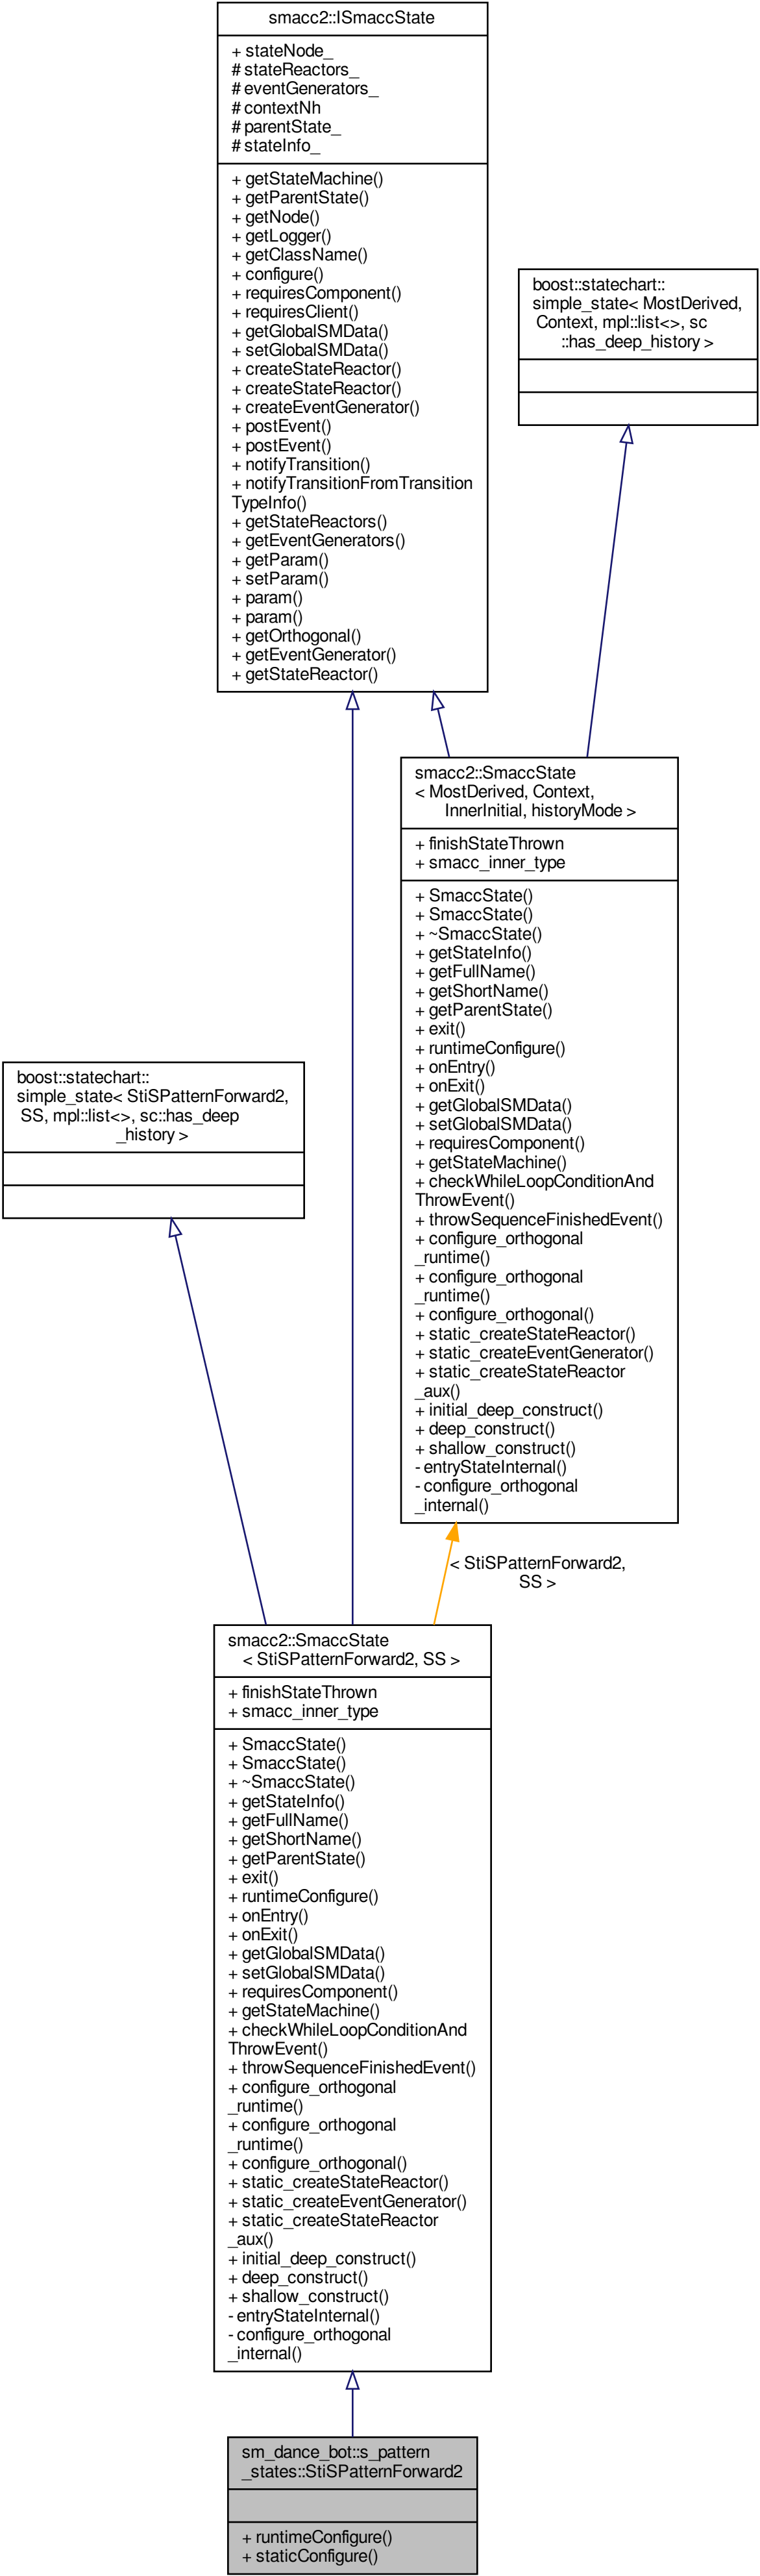 smacc2::ISmaccState
+ stateNode_
# stateReactors_
# eventGenerators_
# contextNh
# parentState_
# stateInfo_
+ getStateMachine()
+ getParentState()
+ getNode()
+ getLogger()
+ getClassName()
+ configure()
+ requiresComponent()
+ requiresClient()
+ getGlobalSMData()
+ setGlobalSMData()
+ createStateReactor()
+ createStateReactor()
+ createEventGenerator()
+ postEvent()
+ postEvent()
+ notifyTransition()
+ notifyTransitionFromTransition
TypeInfo()
+ getStateReactors()
+ getEventGenerators()
+ getParam()
+ setParam()
+ param()
+ param()
+ getOrthogonal()
+ getEventGenerator()
+ getStateReactor()
boost::statechart::
simple_state< MostDerived,
Context, mpl::list<>, sc
::has_deep_history >
smacc2::SmaccState
< MostDerived, Context,
InnerInitial, historyMode >
+ finishStateThrown
+ smacc_inner_type
+ SmaccState()
+ SmaccState()
+ ~SmaccState()
+ getStateInfo()
+ getFullName()
+ getShortName()
+ getParentState()
+ exit()
+ runtimeConfigure()
+ onEntry()
+ onExit()
+ getGlobalSMData()
+ setGlobalSMData()
+ requiresComponent()
+ getStateMachine()
+ checkWhileLoopConditionAnd
ThrowEvent()
+ throwSequenceFinishedEvent()
+ configure_orthogonal
_runtime()
+ configure_orthogonal
_runtime()
+ configure_orthogonal()
+ static_createStateReactor()
+ static_createEventGenerator()
+ static_createStateReactor
_aux()
+ initial_deep_construct()
+ deep_construct()
+ shallow_construct()
- entryStateInternal()
- configure_orthogonal
_internal()
boost::statechart::
simple_state< StiSPatternForward2,
SS, mpl::list<>, sc::has_deep
_history >
< StiSPatternForward2,
SS >
smacc2::SmaccState
< StiSPatternForward2, SS >
+ finishStateThrown
+ smacc_inner_type
+ SmaccState()
+ SmaccState()
+ ~SmaccState()
+ getStateInfo()
+ getFullName()
+ getShortName()
+ getParentState()
+ exit()
+ runtimeConfigure()
+ onEntry()
+ onExit()
+ getGlobalSMData()
+ setGlobalSMData()
+ requiresComponent()
+ getStateMachine()
+ checkWhileLoopConditionAnd
ThrowEvent()
+ throwSequenceFinishedEvent()
+ configure_orthogonal
_runtime()
+ configure_orthogonal
_runtime()
+ configure_orthogonal()
+ static_createStateReactor()
+ static_createEventGenerator()
+ static_createStateReactor
_aux()
+ initial_deep_construct()
+ deep_construct()
+ shallow_construct()
- entryStateInternal()
- configure_orthogonal
_internal()
sm_dance_bot::s_pattern
_states::StiSPatternForward2
+ runtimeConfigure()
+ staticConfigure()